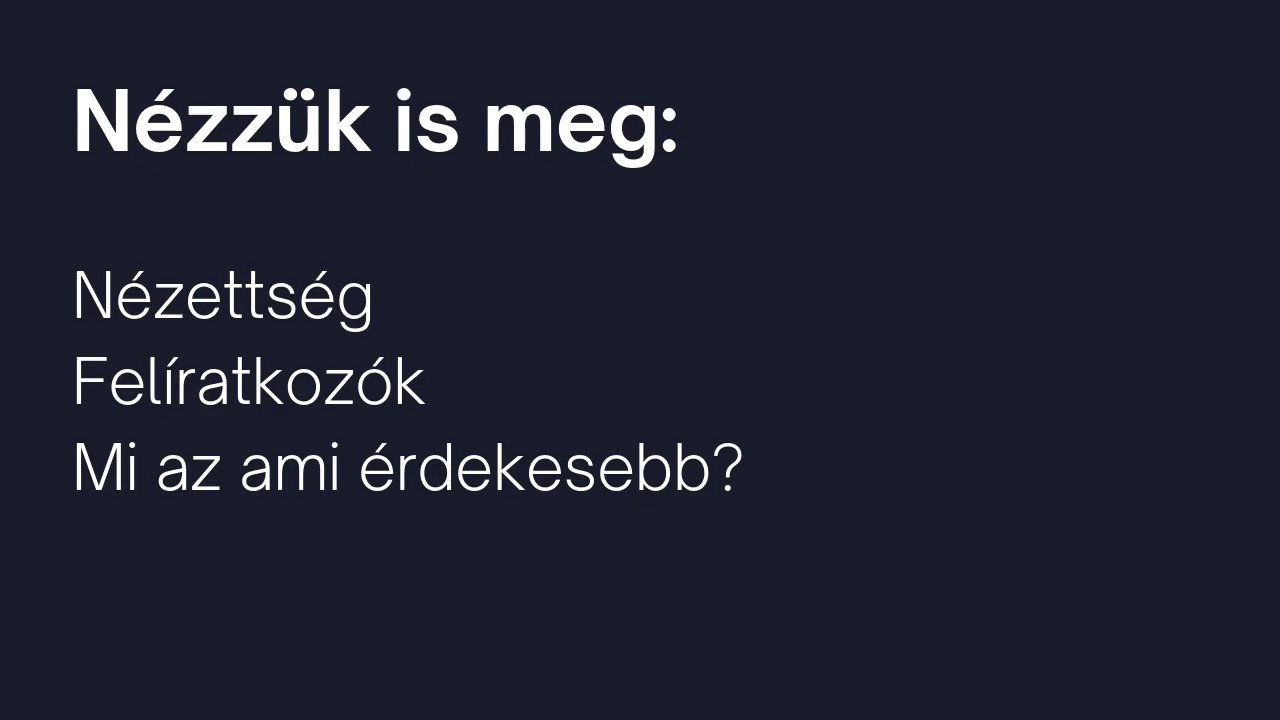 Nézzük is meg:
Nézettség
Felíratkozók
Mi az ami érdekesebb?